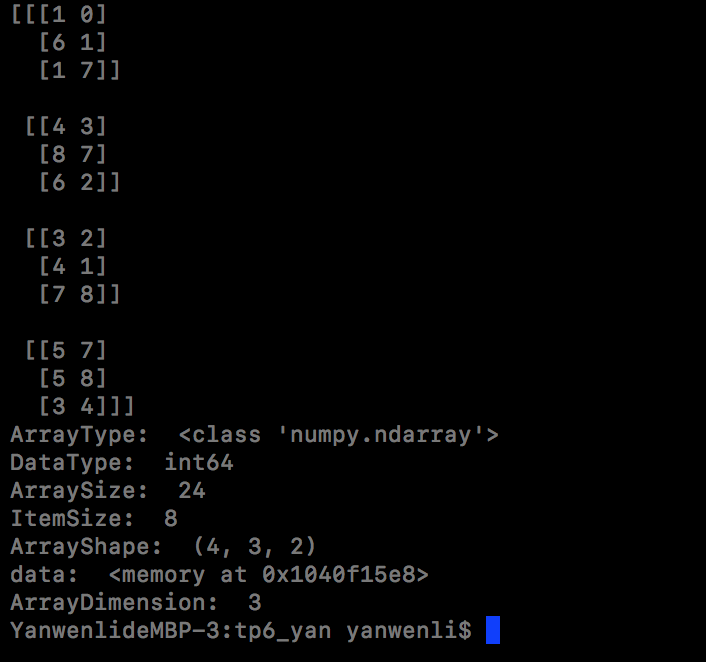 [[[1 0]
  [6 1]
  [1 7]]

 [[4 3]
  [8 7]
  [6 2]]

 [[3 2]
  [4 1]
  [7 8]]

 [[5 7]
  [5 8]
  [3 4]]]
ArrayType:  <class 'numpy.ndarray'>
DataType:  int64
ArraySize:  24
ItemSize:  8
ArrayShape:  (4, 3, 2)
data:  <memory at 0x1040f15e8>
ArrayDimension:  3
YanwenlideMBP-3:tp6_yan yanwenli$